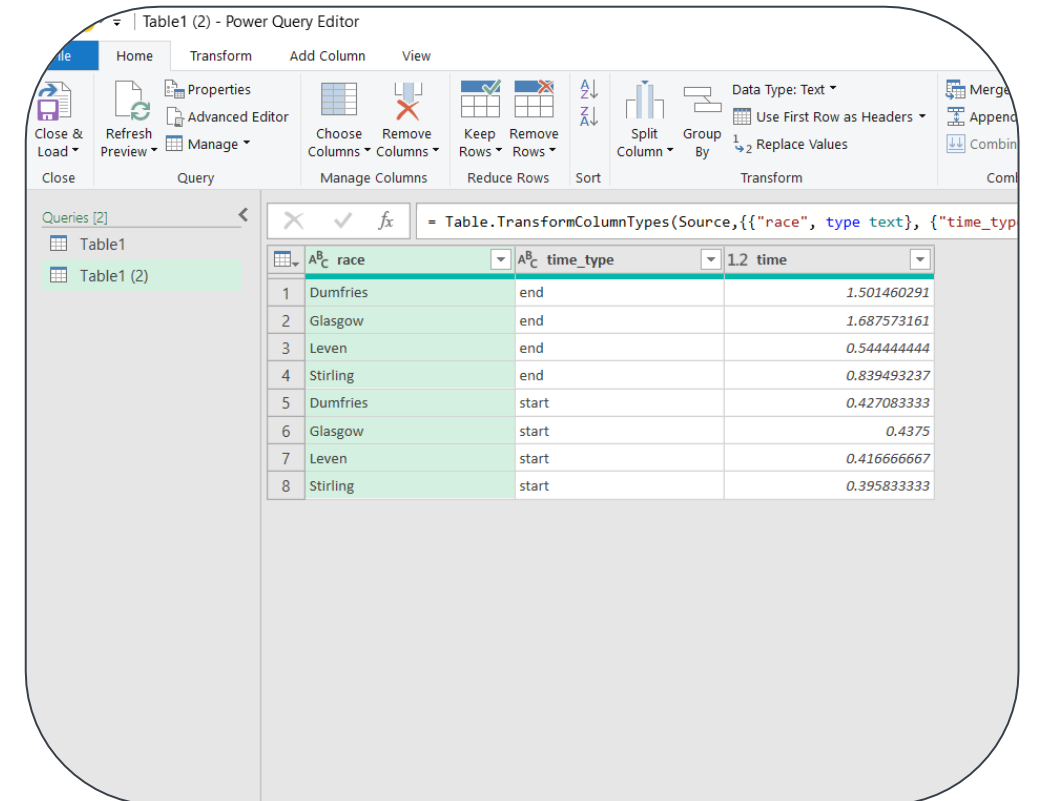 Table1 (2) - Power Query Editor
Home Transform Add Column View
Close & Load
Refresh Preview
Properties
Advanced Editor
Manage
Choose Columns
Remove Columns
Keep Rows
Remove Rows
A Z
Z A
Split Column
Group By
Data Type: Text
Use First Row as Headers
1 2 Replace Values
Merge
Append
Combin
Close Query Manage Columns Reduce Rows Sort Transform
Queries [2]
Table1
Table1 (2)
fx = Table.TransformColumnTypes(Source,{{"race", type text}, {"time_typ
ABC race ABC time_type 1.2 time
1 Dumfries end 1.501460291
2 Glasgow end 1.687573161
3 Leven end 0.544444444
4 Stirling end 0.839493237
5 Dumfries start 0.427083333
6 Glasgow start 0.4375
7 Leven start 0.416666667
8 Stirling start 0.395833333